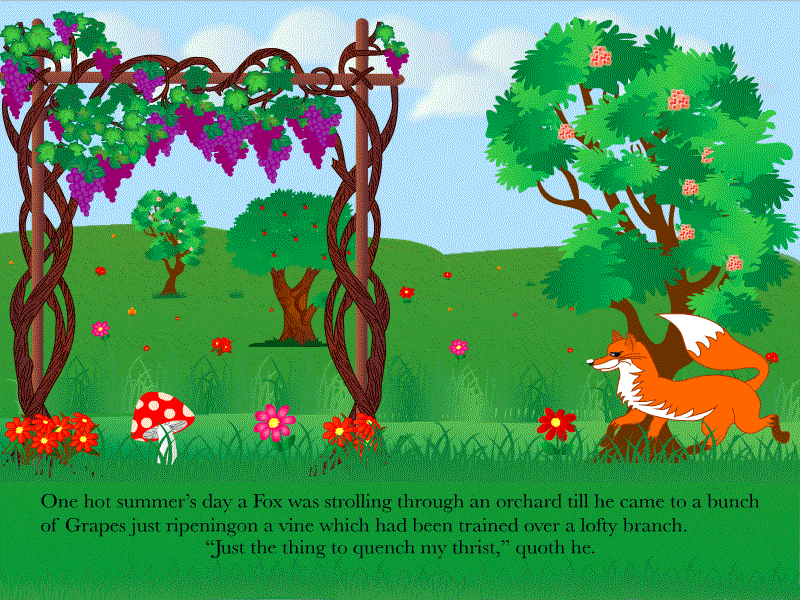 One hot summer’s day a Fox was strolling through an orchard till he came to a bunch
of Grapes just ripeningon a vine which had been trained over a lofty branch.
“Just the thing to quench my thrist,” quoth he.